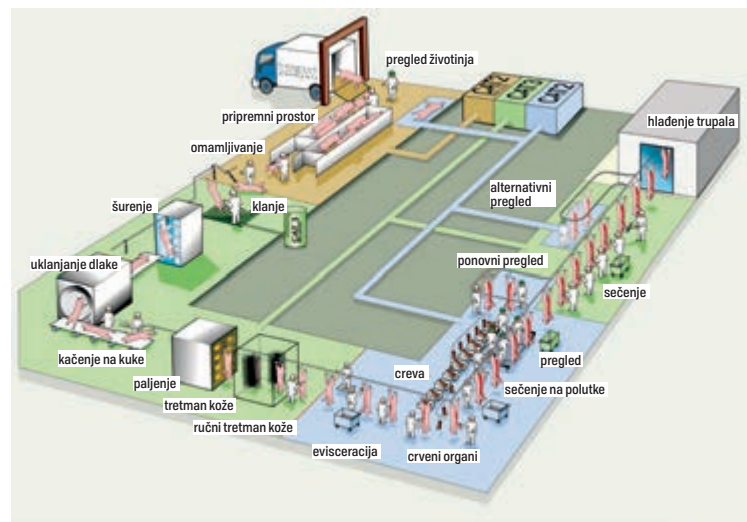 pregled životinja
pripremni prostor
omamljivanje
hlađenje trupala
šurenje
klanje
alternativni
pregled
uklanjanje dlake
ponovni pregled
sečenje
kačenje na kuke
pregled
creva
paljenje
sečenje na polutke
tretman kože
ručni tretman kože
evisceracija
crveni organi